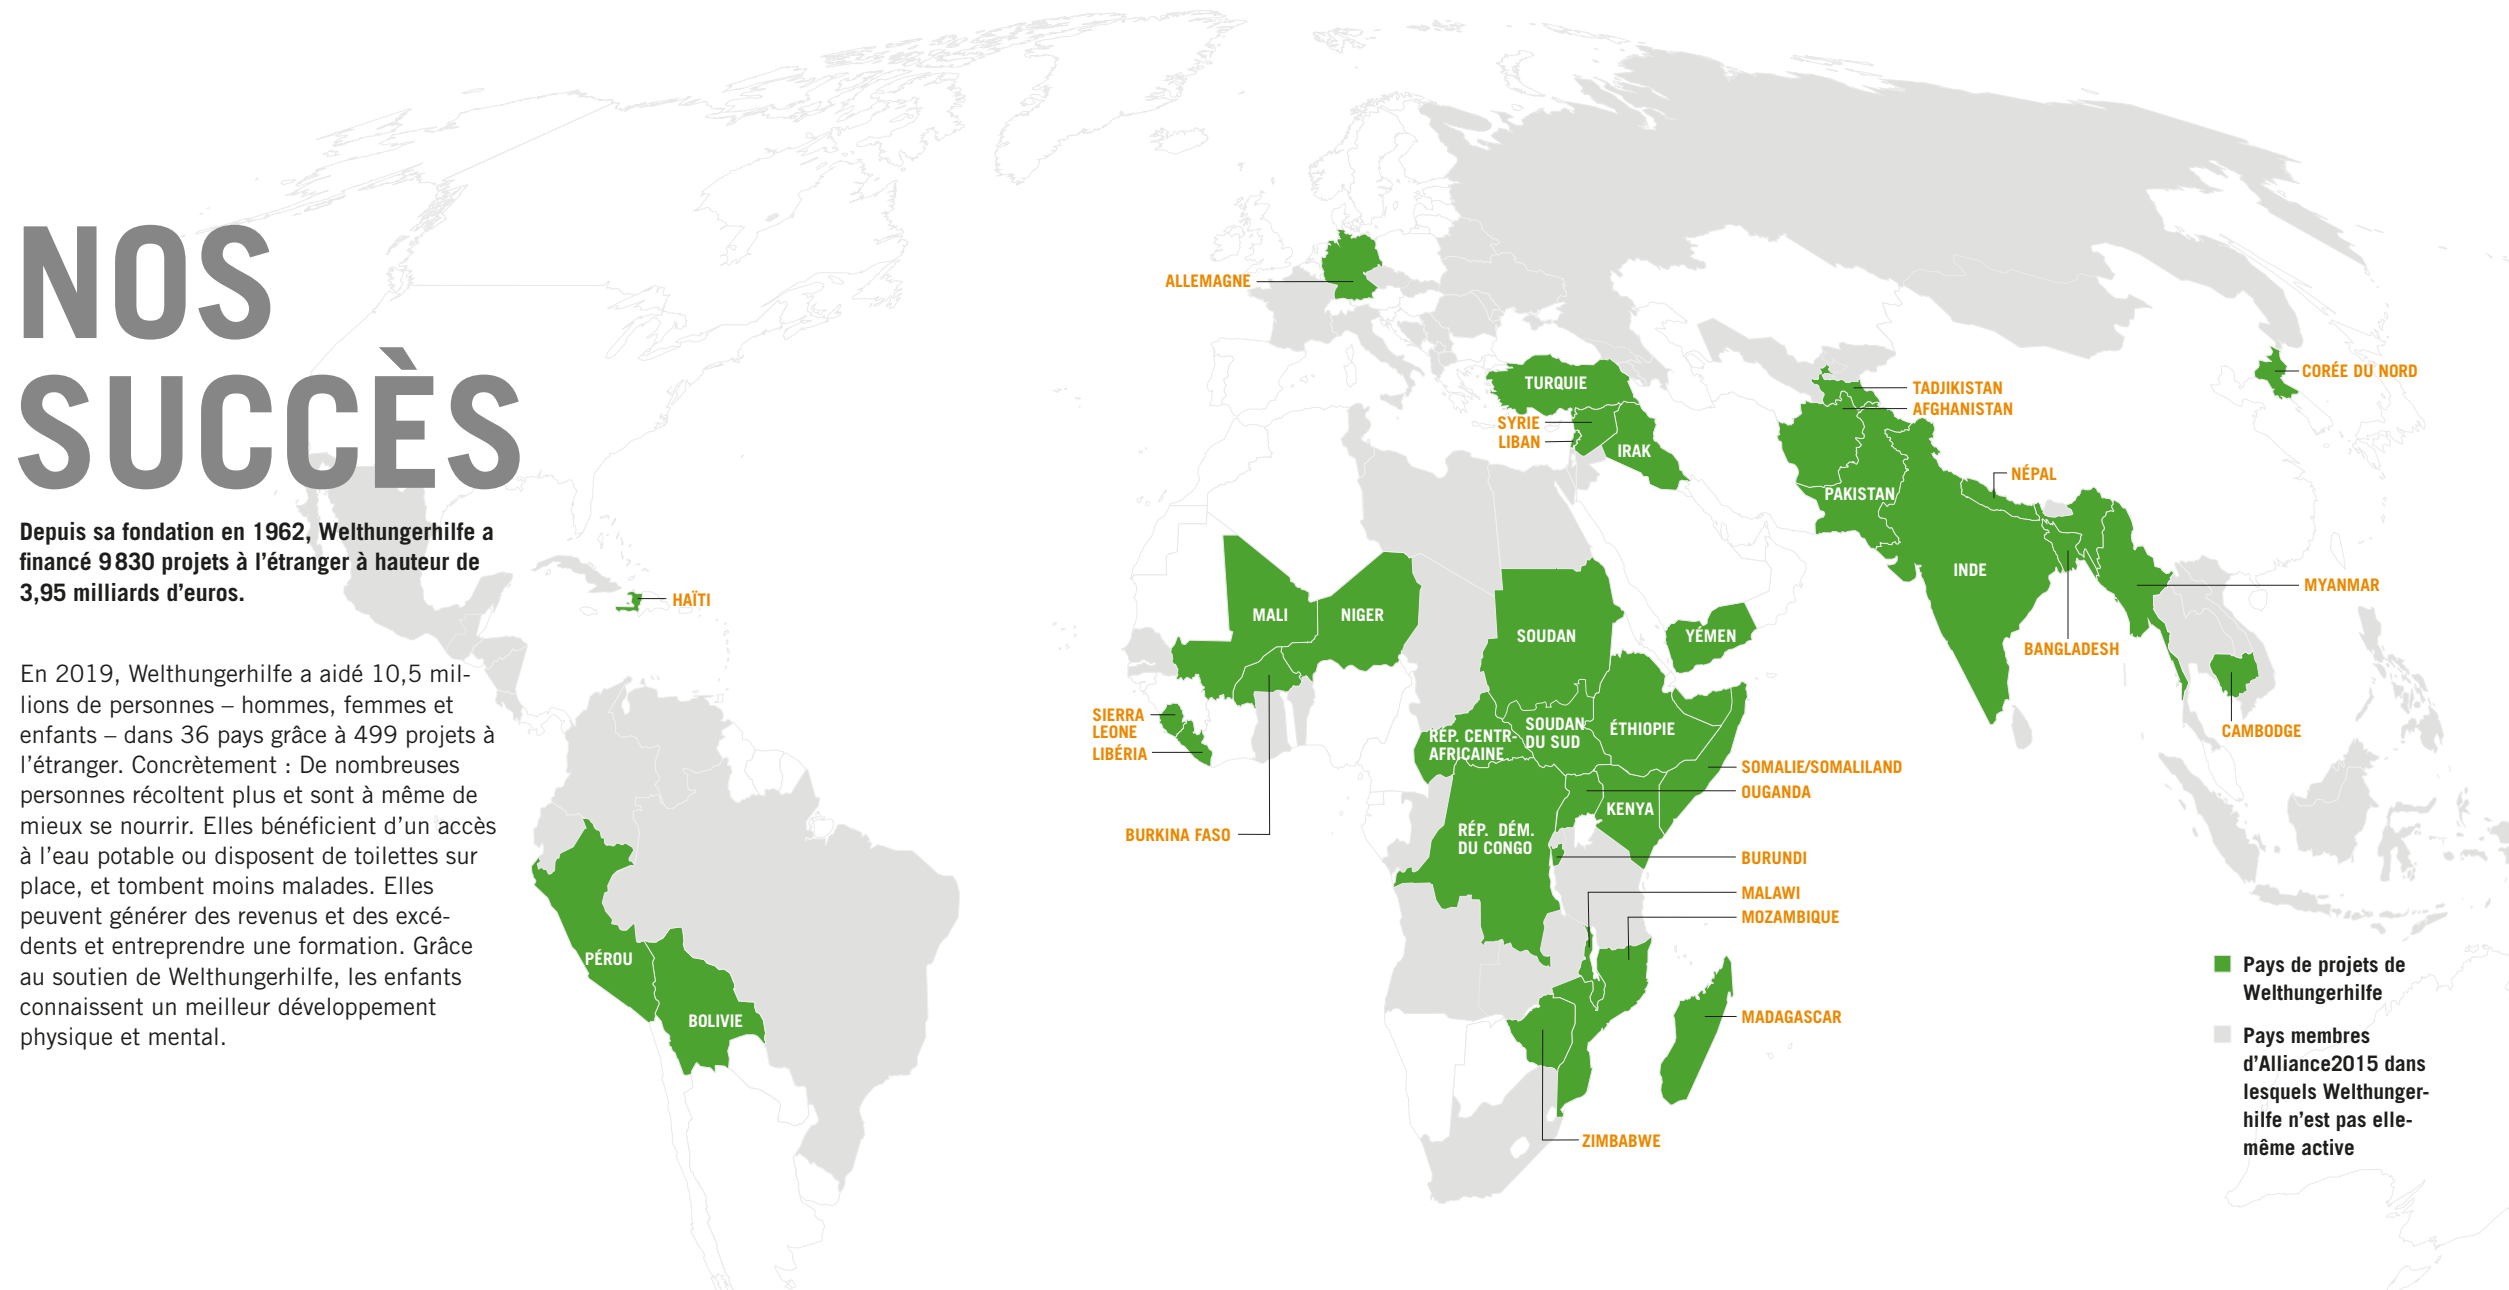 NOS
SUCCÈS
Depuis sa fondation en 1962, Welthungerhilfe a
financé 9 830 projets à l’étranger à hauteur de
3,95 milliards d’euros.
En 2019, Welthungerhilfe a aidé 10,5 mil-
lions de personnes – hommes, femmes et
enfants – dans 36 pays grâce à 499 projets à
l’étranger. Concrètement : De nombreuses
personnes récoltent plus et sont à même de
mieux se nourrir. Elles bénéficient d’un accès
à l’eau potable ou disposent de toilettes sur
place, et tombent moins malades. Elles
peuvent générer des revenus et des excé-
dents et entreprendre une formation. Grâce
au soutien de Welthungerhilfe, les enfants
connaissent un meilleur développement
physique et mental.
HAÏTI
PÉROU
BOLIVIE
ALLEMAGNE
TURQUIE
SYRIE
LIBAN
IRAK
MALI
NIGER
SOUDAN
YÉMEN
SIERRA
LEONE
LIBÉRIA
BURKINA FASO
RÉP. CENTR-
AFRICAINE
SOUDAN
DU SUD
ÉTHIOPIE
SOMALIE/SOMALILAND
OUGANDA
KENYA
RÉP. DÉM.
DU CONGO
BURUNDI
MALAWI
MOZAMBIQUE
MADAGASCAR
ZIMBABWE
TADJIKISTAN
AFGHANISTAN
PAKISTAN
NÉPAL
INDE
BANGLADESH
MYANMAR
CAMBODGE
CORÉE DU NORD
Pays de projets de
Welthungerhilfe
Pays membres
d’Alliance2015 dans
lesquels Welthunger-
hilfe n’est pas elle-
même active